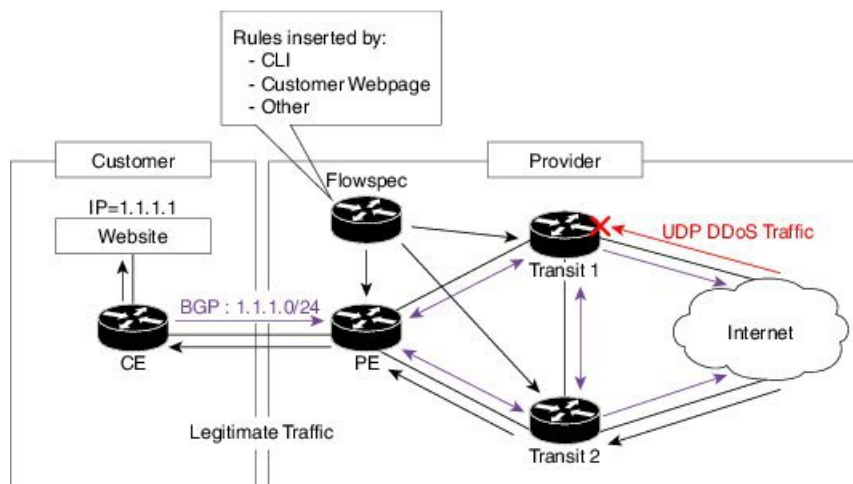 Rules inserted by:
- CLI
- Customer Webpage
- Other
Customer
Provider
Flowspec
IP=1.1.1.1
Website
UDP DDoS Traffic
Transit 1
BGP : 1.1.1.0/24
Internet
CE
PE
Legitimate Traffic
Transit 2